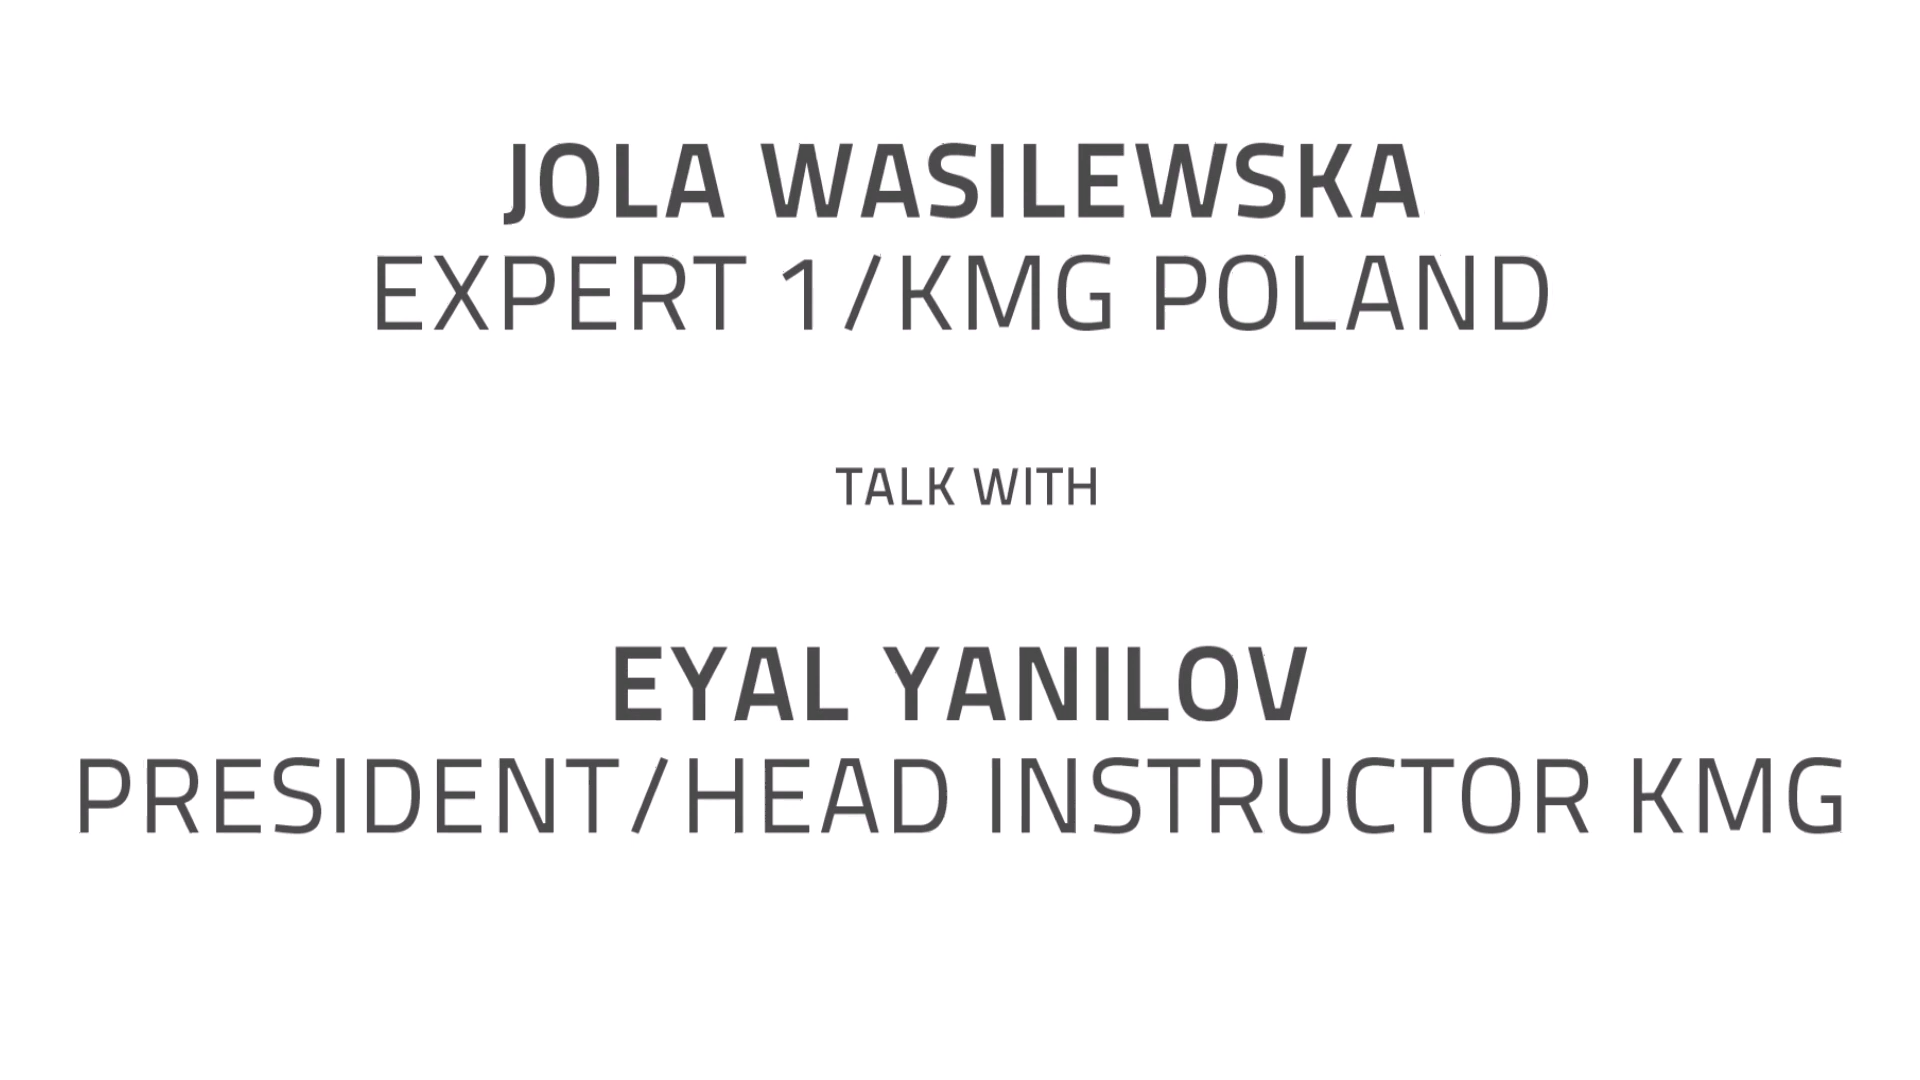 JOLA WASILEWSKA
EXPERT 1/KMG POLAND
TALK WITH
EYAL YANILOV
PRESIDENT/HEAD INSTRUCTOR KMG